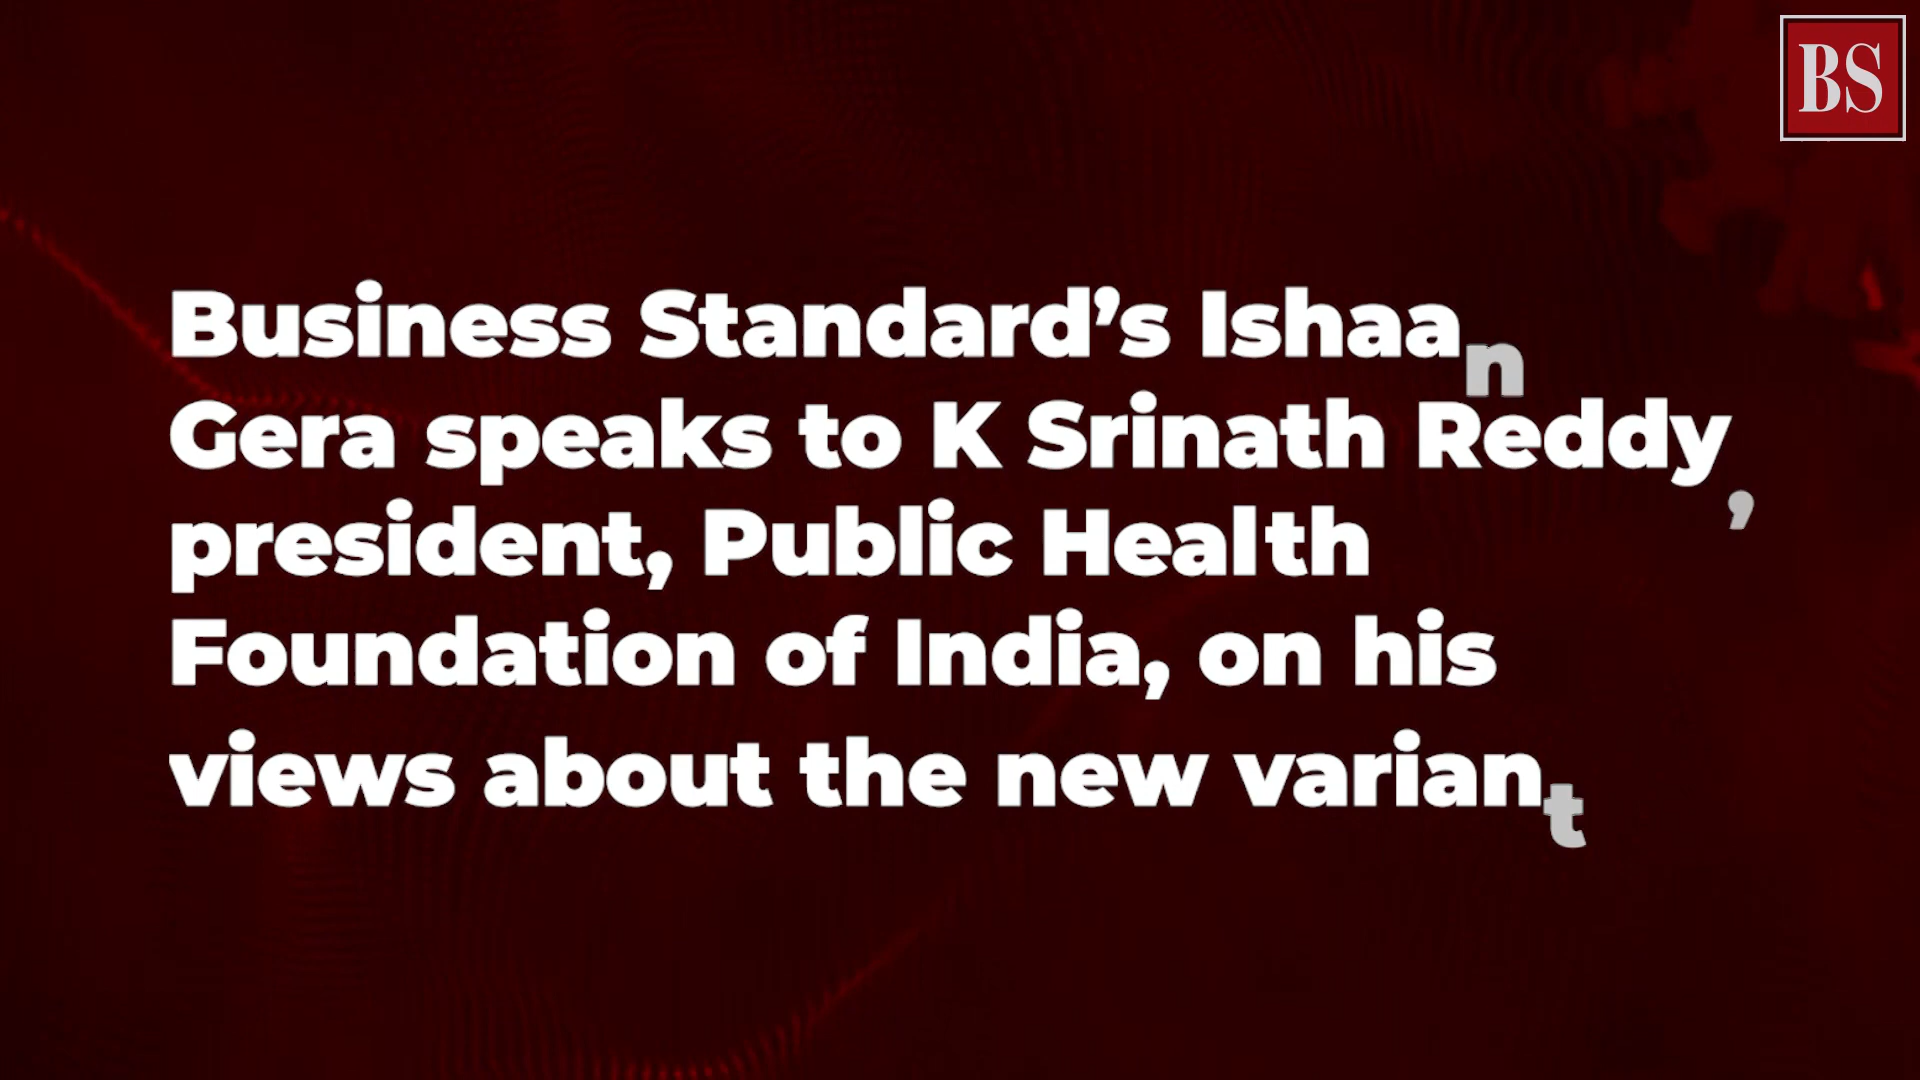 BS
Business Standard’s Ishaan
Gera speaks to K Srinath Reddy,
president, Public Health
Foundation of India, on his
views about the new variant